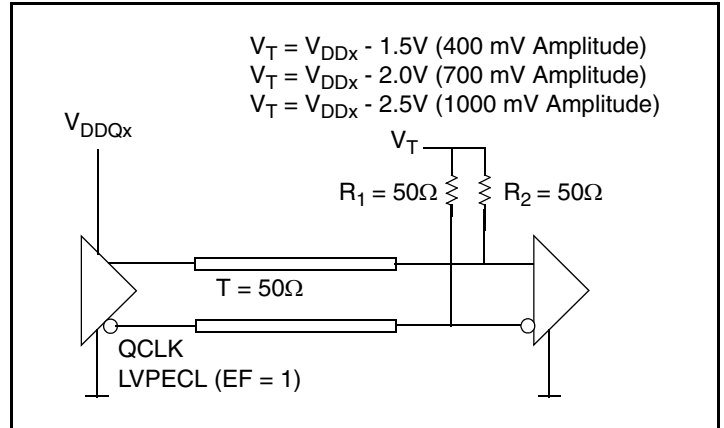 V_T = V_DDx - 1.5V (400 mV Amplitude)
V_T = V_DDx - 2.0V (700 mV Amplitude)
V_T = V_DDx - 2.5V (1000 mV Amplitude)
V_DDQx
V_T
R_1 = 50Ω
R_2 = 50Ω
T = 50Ω
QCLK
LVPECL (EF = 1)